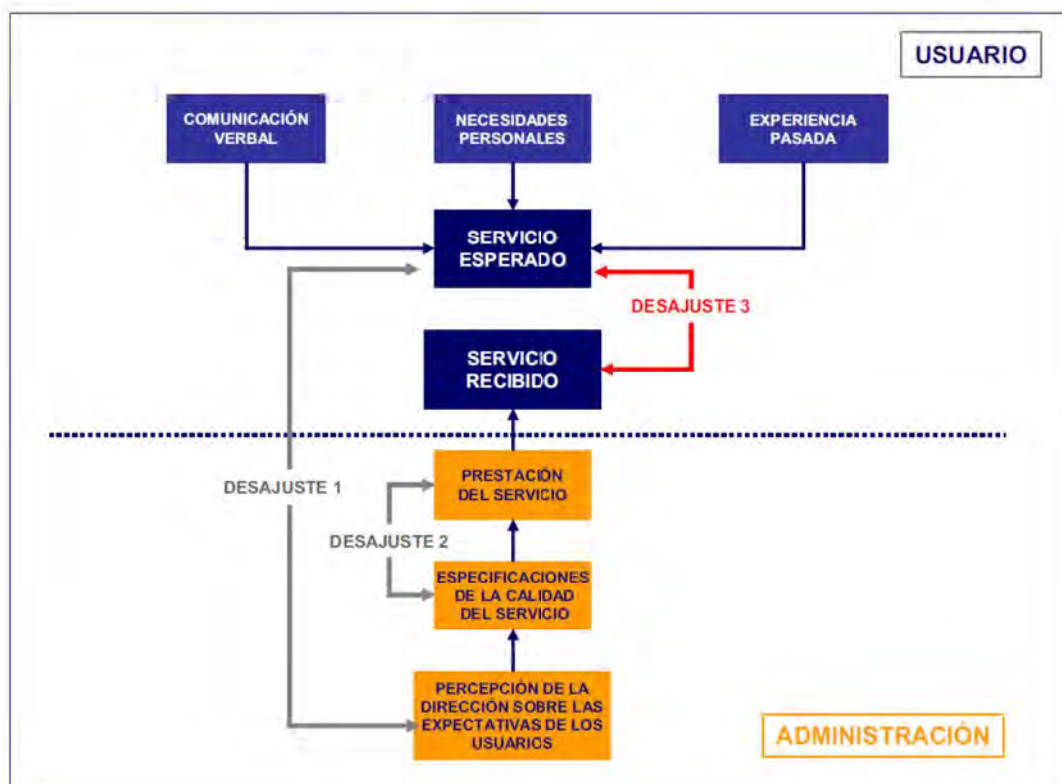 USUARIO
COMUNICACIÓN
VERBAL
NECESIDADES
PERSONALES
EXPERIENCIA
PASADA
SERVICIO
ESPERADO
DESAJUSTE 3
SERVICIO
RECIBIDO
PRESTACIÓN
DEL SERVICIO
DESAJUSTE 1
DESAJUSTE 2
ESPECIFICACIONES
DE LA CALIDAD
DEL SERVICIO
PERCEPCIÓN DE LA
DIRECCIÓN SOBRE LAS
EXPECTATIVAS DE LOS
USUARIOS
ADMINISTRACIÓN